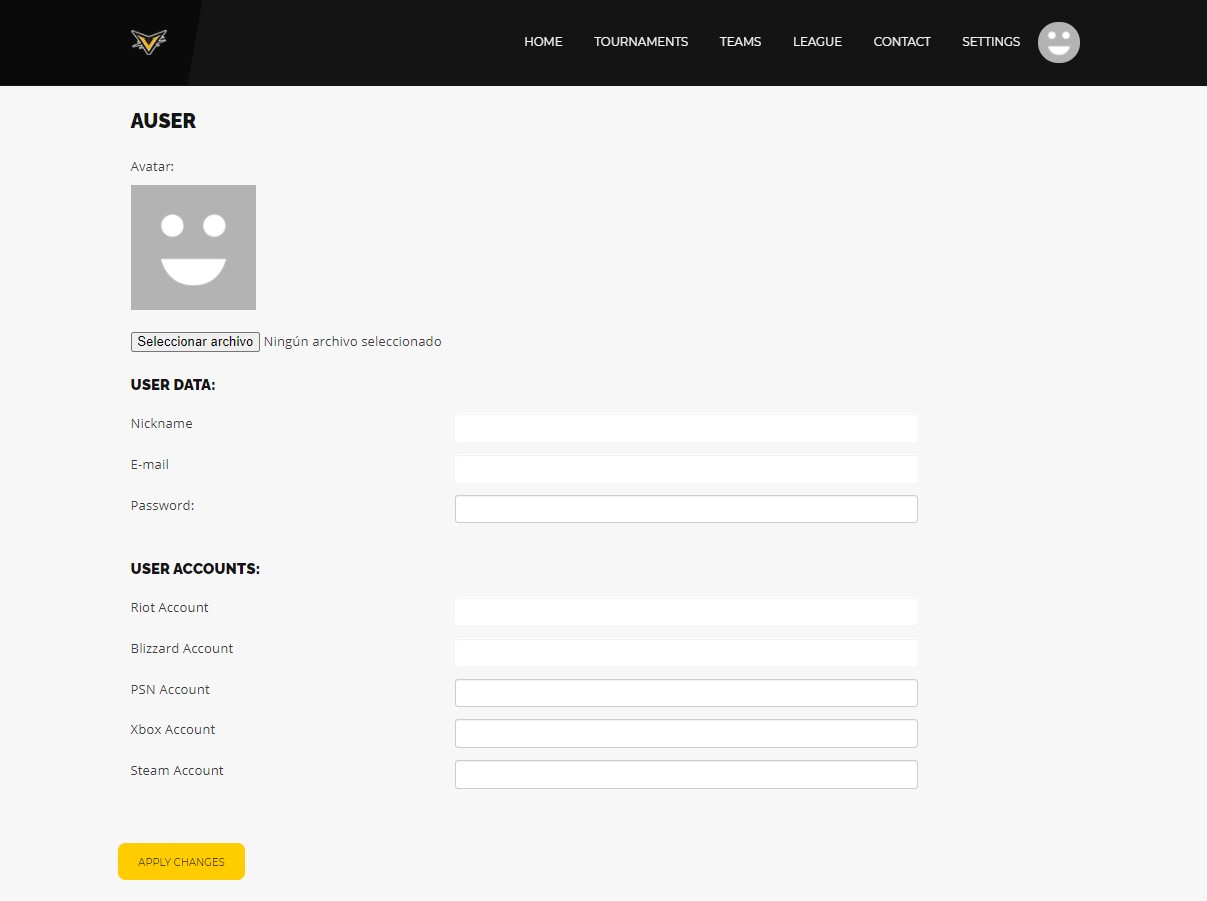 HOME TOURNAMENTS TEAMS LEAGUE CONTACT SETTINGS
AUSER
Avatar:
Seleccionar archivo Ningún archivo seleccionado
USER DATA:
Nickname
E-mail
Password:
USER ACCOUNTS:
Riot Account
Blizzard Account
PSN Account
Xbox Account
Steam Account
APPLY CHANGES